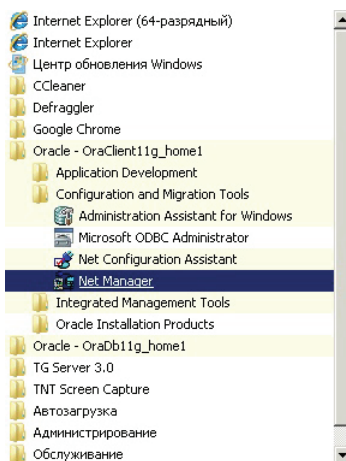 Internet Explorer (64-разрядный)
Internet Explorer
Центр обновления Windows
CCleaner
Defraggler
Google Chrome
Oracle - OraClient11g_home1
Application Development
Configuration and Migration Tools
Administration Assistant for Windows
Microsoft ODBC Administrator
Net Configuration Assistant
Net Manager
Integrated Management Tools
Oracle Installation Products
Oracle - OraDb11g_home1
TG Server 3.0
TNT Screen Capture
Автозагрузка
Администрирование
Обслуживание